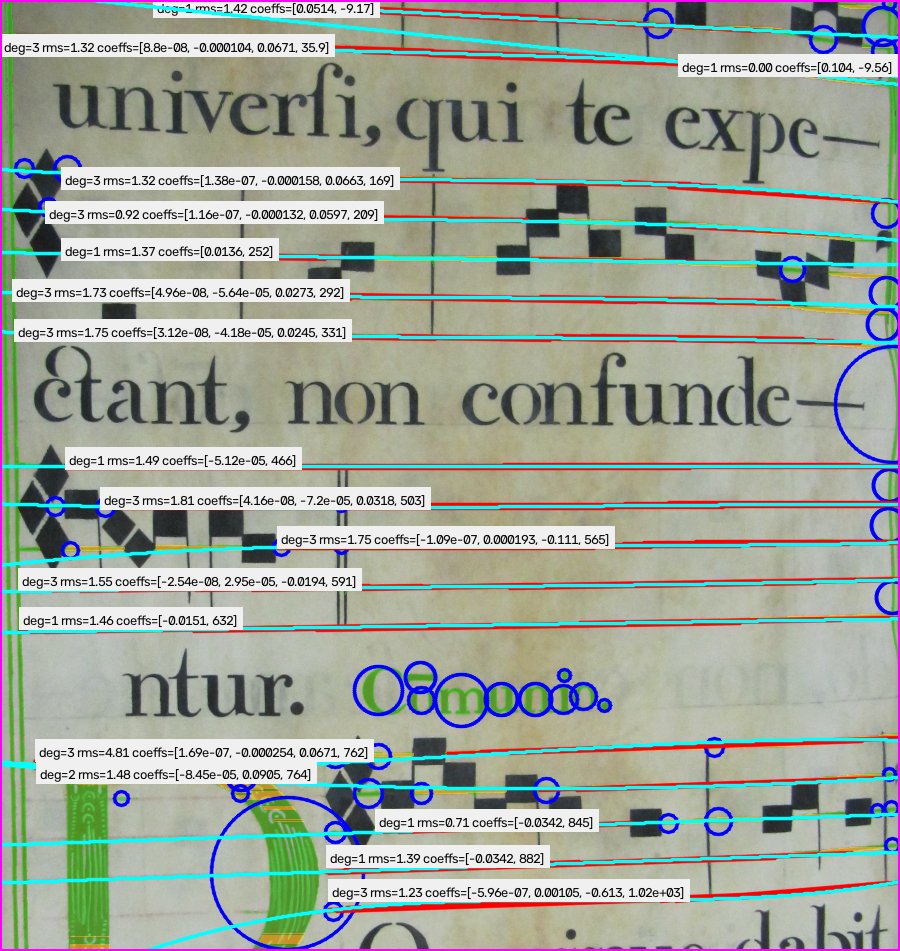 deg=1 rms=1.42 coeffs=[0.0514, -9.17]
deg=3 rms=1.32 coeffs=[8.8e-08, -0.000104, 0.0671, 35.9]
deg=1 rms=0.00 coeffs=[0.104, -9.56]
univerſi, qui te expe—
deg=3 rms=1.32 coeffs=[1.38e-07, -0.000158, 0.0663, 169]
deg=3 rms=0.92 coeffs=[1.16e-07, -0.000132, 0.0597, 209]
deg=1 rms=1.37 coeffs=[0.0136, 252]
deg=3 rms=1.73 coeffs=[4.96e-08, -5.64e-05, 0.0273, 292]
deg=3 rms=1.75 coeffs=[3.12e-08, -4.18e-05, 0.0245, 331]
ctant, non confunde—
deg=1 rms=1.49 coeffs=[-5.12e-05, 466]
deg=3 rms=1.81 coeffs=[4.16e-08, -7.2e-05, 0.0318, 503]
deg=3 rms=1.75 coeffs=[-1.09e-07, 0.000193, -0.111, 565]
deg=3 rms=1.55 coeffs=[-2.54e-08, 2.95e-05, -0.0194, 591]
deg=1 rms=1.46 coeffs=[-0.0151, 632]
ntur. Cōmunio
deg=3 rms=4.81 coeffs=[1.69e-07, -0.000254, 0.0671, 762]
deg=2 rms=1.48 coeffs=[-8.45e-05, 0.0905, 764]
deg=1 rms=0.71 coeffs=[-0.0342, 845]
deg=1 rms=1.39 coeffs=[-0.0342, 882]
deg=3 rms=1.23 coeffs=[-5.96e-07, 0.00105, -0.613, 1.02e+03]
dabit